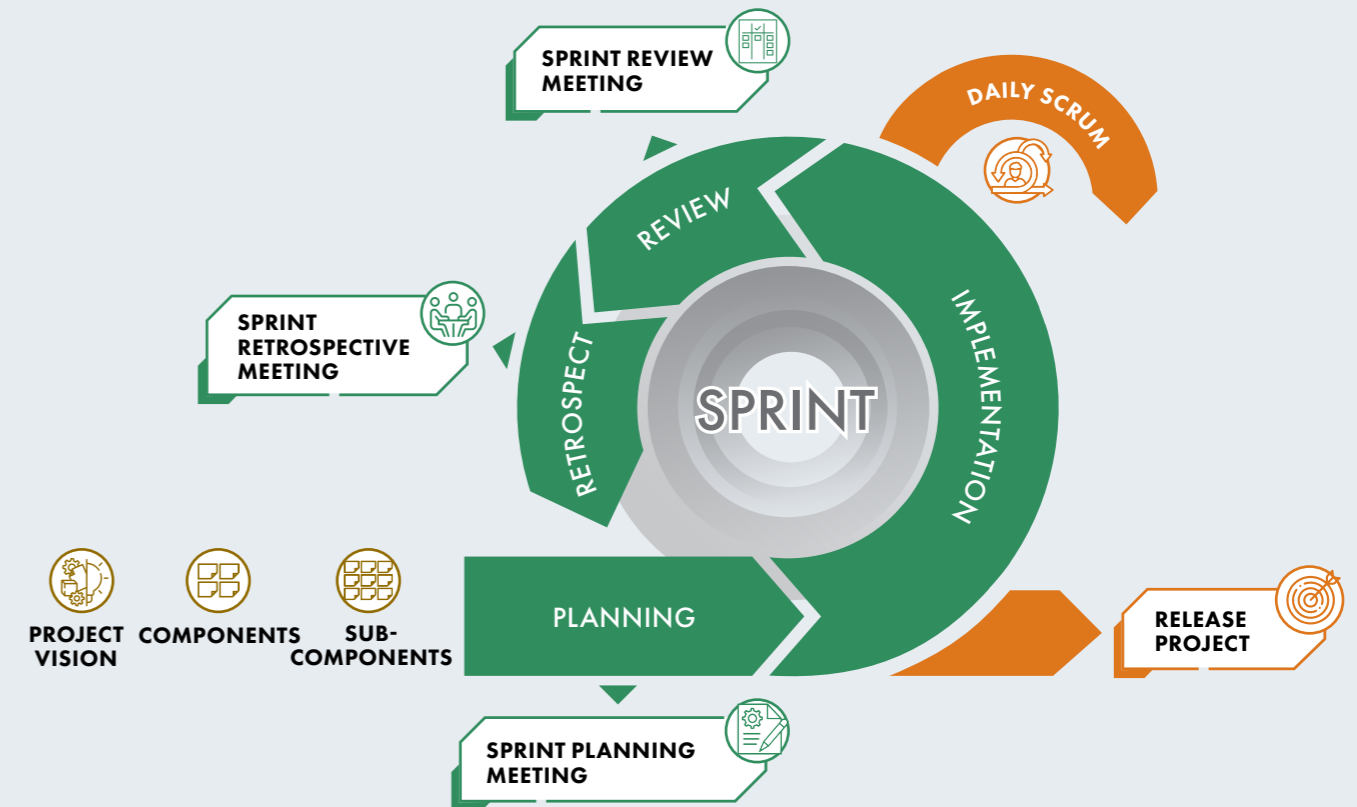 SPRINT REVIEW
MEETING
DAILY SCRUM
REVIEW
IMPLEMENTATION
SPRINT
RETROSPECTIVE
MEETING
RETROSPECT
SPRINT
PROJECT
VISION
COMPONENTS
SUB-
COMPONENTS
PLANNING
RELEASE
PROJECT
SPRINT PLANNING
MEETING